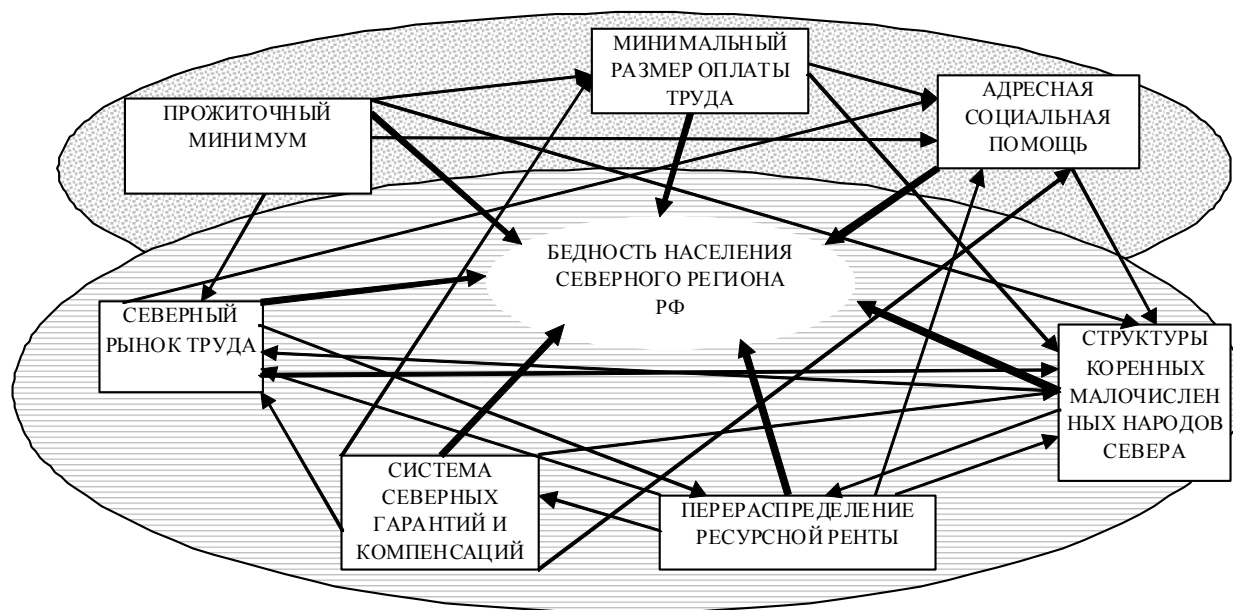 МИНИМАЛЬНЫЙ
РАЗМЕР ОПЛАТЫ
ТРУДА
ПРОЖИТОЧНЫЙ
МИНИМУМ
АДРЕСНАЯ
СОЦИАЛЬНАЯ
ПОМОЩЬ
БЕДНОСТЬ НАСЕЛЕНИЯ
СЕВЕРНОГО РЕГИОНА
РФ
СЕВЕРНЫЙ
РЫНОК ТРУДА
СТРУКТУРЫ
КОРЕННЫХ
МАЛОЧИСЛЕН
НЫХ НАРОДОВ
СЕВЕРА
СИСТЕМА
СЕВЕРНЫХ
ГАРАНТИЙ И
КОМПЕНСАЦИЙ
ПЕРЕРАСПРЕДЕЛЕНИЕ
РЕСУРСНОЙ РЕНТЫ